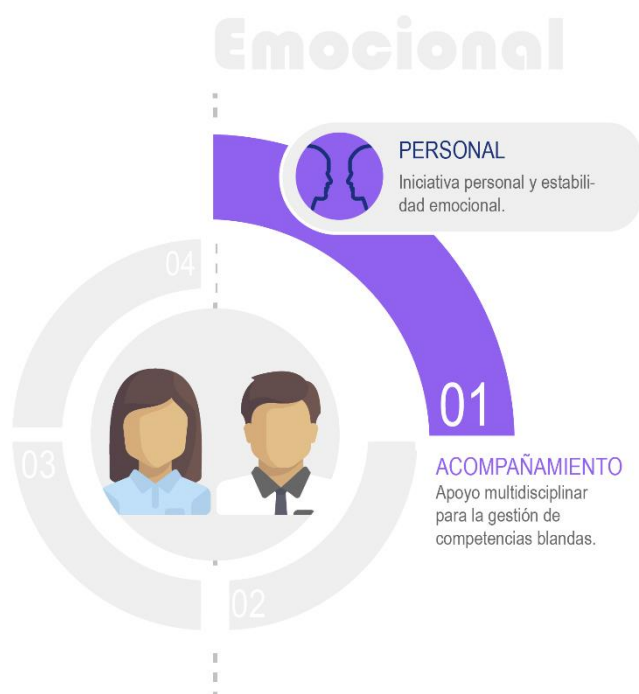 Emocional
PERSONAL
Iniciativa personal y estabili-
dad emocional.
04
01
03
ACOMPAÑAMIENTO
Apoyo multidisciplinar
para la gestión de
competencias blandas.
02